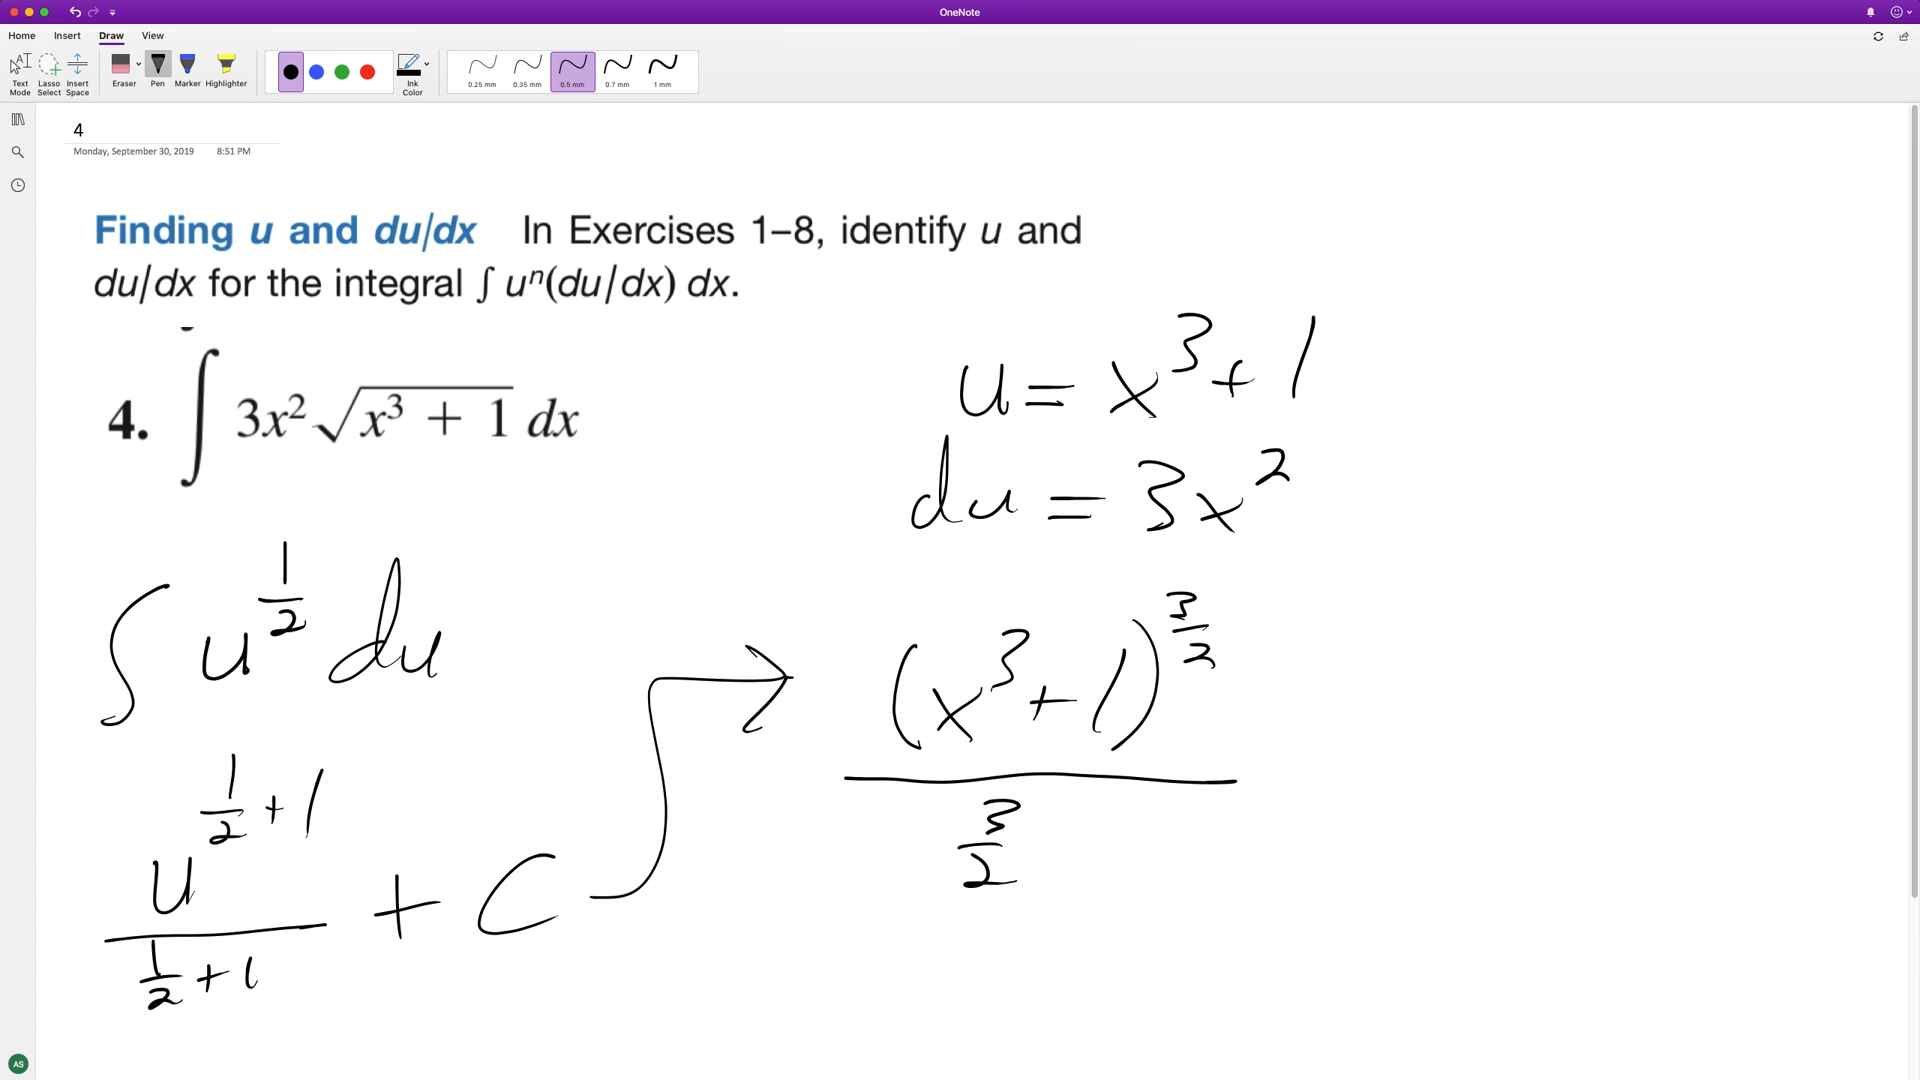 OneNote
Home Insert Draw View
Text Mode Lasso Select Insert Space Eraser Pen Marker Highlighter Ink Color 0.25 mm 0.35 mm 0.5 mm 0.7 mm 1 mm
4
Monday, September 30, 2019 8:51 PM
Finding u and du/dx In Exercises 1–8, identify u and
du/dx for the integral ∫ uⁿ(du/dx) dx.
4. ∫ 3x²√(x³ + 1) dx
u = x³ + 1
du = 3x²
∫ u^(1/2) du
u^(1/2 + 1) / (1/2 + 1) + C
(x³ + 1)^(3/2) / (3/2)
AS